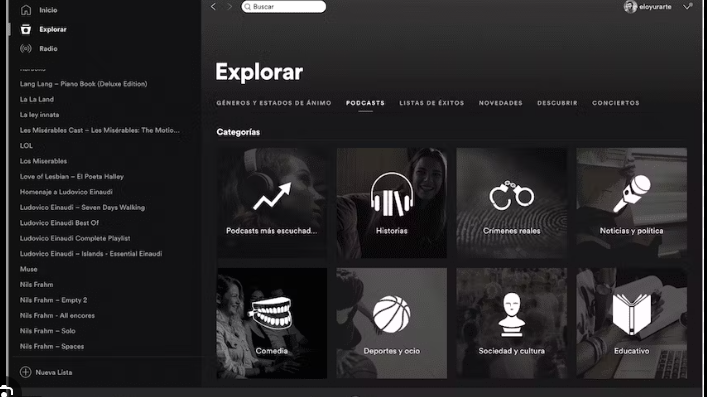 Inicio
Explorar
Radio
Lang Lang – Piano Book (Deluxe Edition)
La La Land
La ley innata
Les Misérables Cast – Les Misérables: The Motio...
LOL
Los Miserables
Love of Lesbian – El Poeta Halley
Homenaje a Ludovico Einaudi
Ludovico Einaudi – Seven Days Walking
Ludovico Einaudi Best Of
Ludovico Einaudi Complete Playlist
Ludovico Einaudi – Islands - Essential Einaudi
Muse
Nils Frahm
Nils Frahm – Empty 2
Nils Frahm - All encores
Nils Frahm – Solo
Nils Frahm – Spaces
Nueva Lista
Buscar
eloyurarte
Explorar
GÉNEROS Y ESTADOS DE ÁNIMO PODCASTS LISTAS DE ÉXITOS NOVEDADES DESCUBRIR CONCIERTOS
Categorías
Podcasts más escuchad... Historias Crímenes reales Noticias y política
Comedia Deportes y ocio Sociedad y cultura Educativo